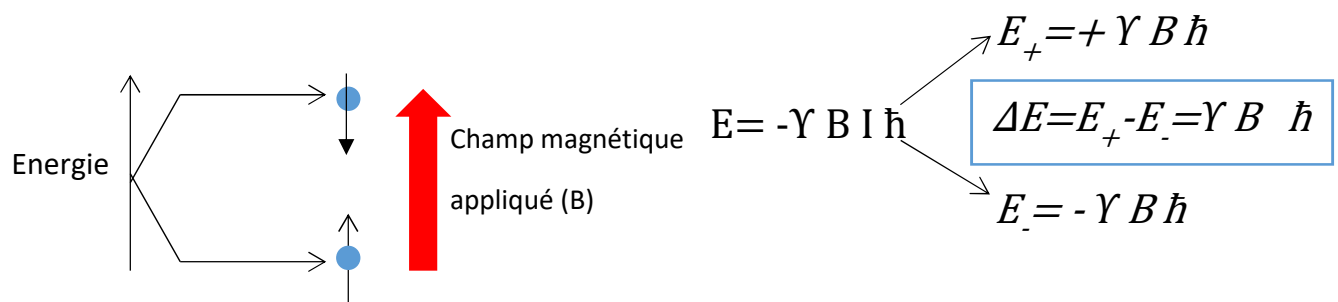 Energie
Champ magnétique
appliqué (B)
E= -ϒ B I ħ
E₊=+ ϒ B ħ
ΔE=E₊-E₋=ϒ B ħ
E₋= - ϒ B ħ